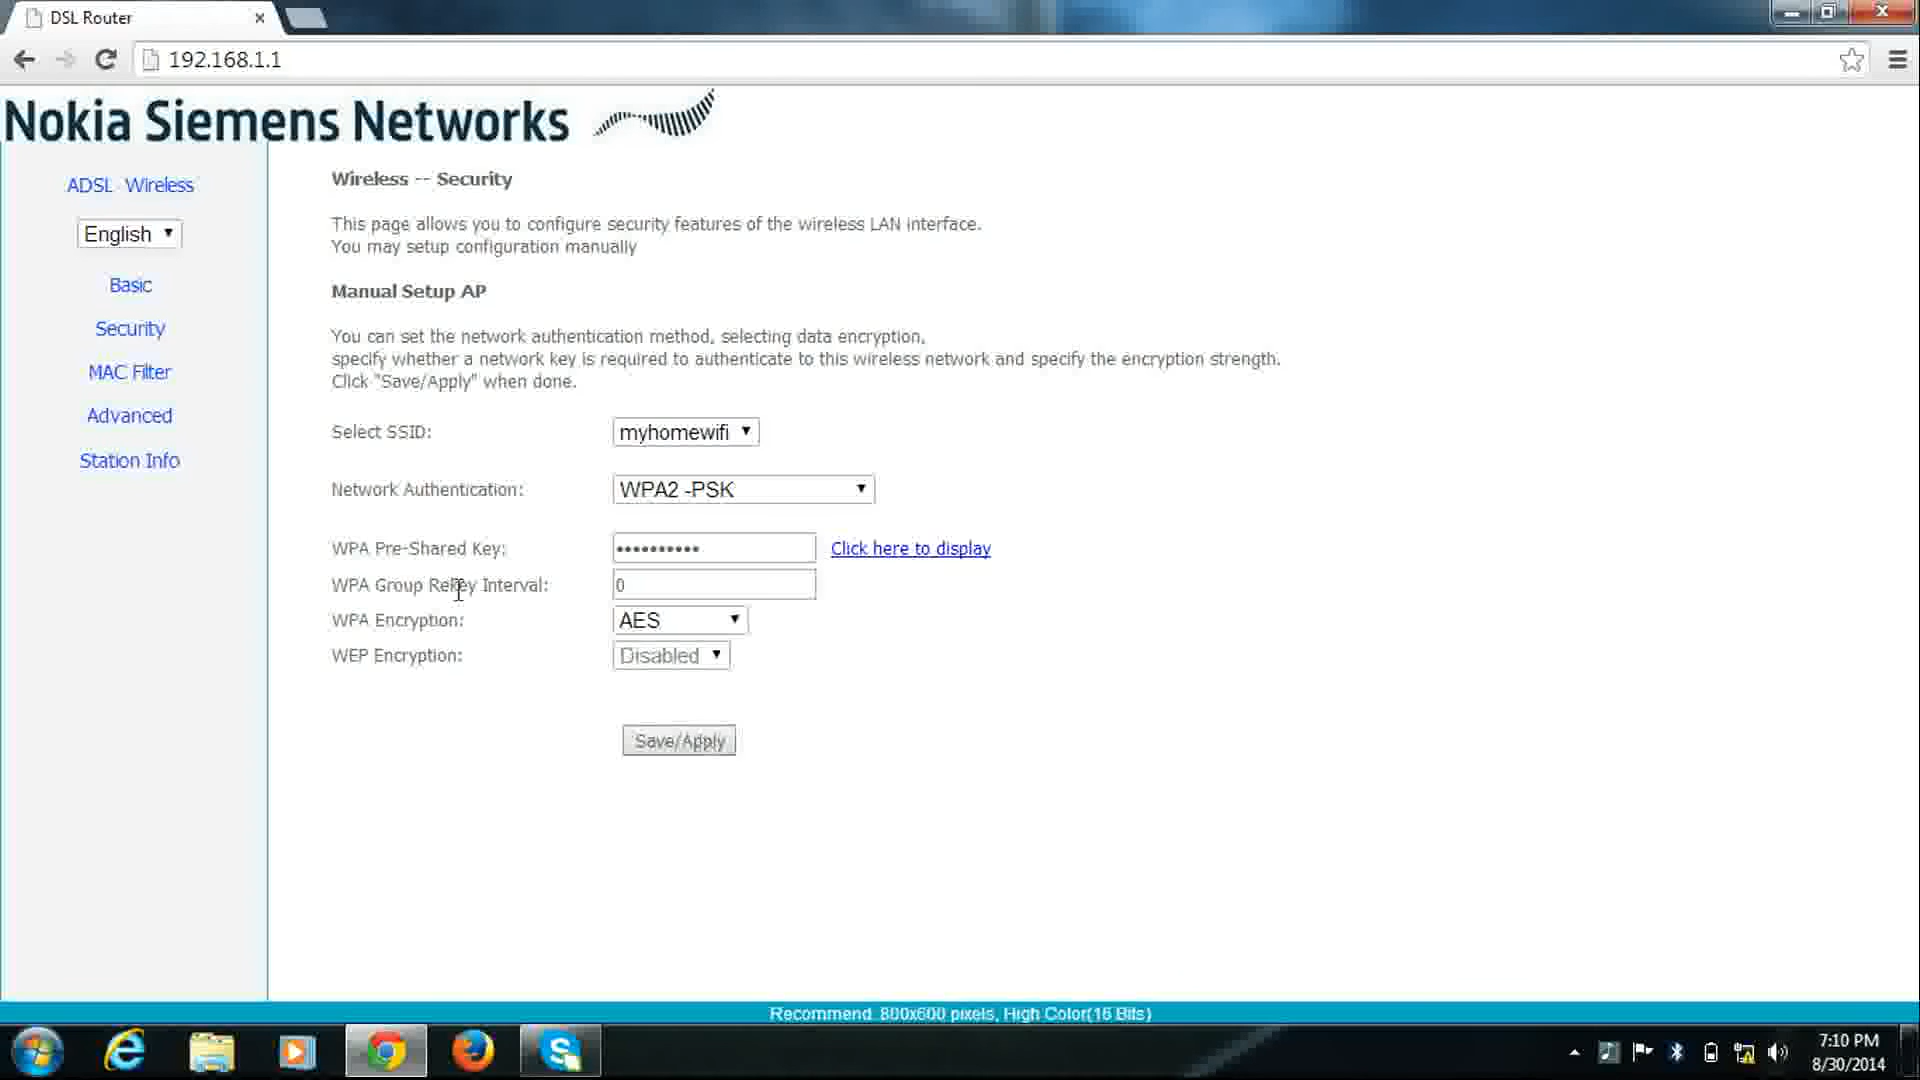 DSL Router
192.168.1.1
Nokia Siemens Networks
ADSL Wireless
English
Basic
Security
MAC Filter
Advanced
Station Info
Wireless -- Security
This page allows you to configure security features of the wireless LAN interface.
You may setup configuration manually
Manual Setup AP
You can set the network authentication method, selecting data encryption,
specify whether a network key is required to authenticate to this wireless network and specify the encryption strength.
Click "Save/Apply" when done.
Select SSID: myhomewifi
Network Authentication: WPA2 -PSK
WPA Pre-Shared Key: •••••••••• Click here to display
WPA Group Rekey Interval: 0
WPA Encryption: AES
WEP Encryption: Disabled
Save/Apply
Recommend: 800x600 pixels, High Color(16 Bits)
7:10 PM
8/30/2014